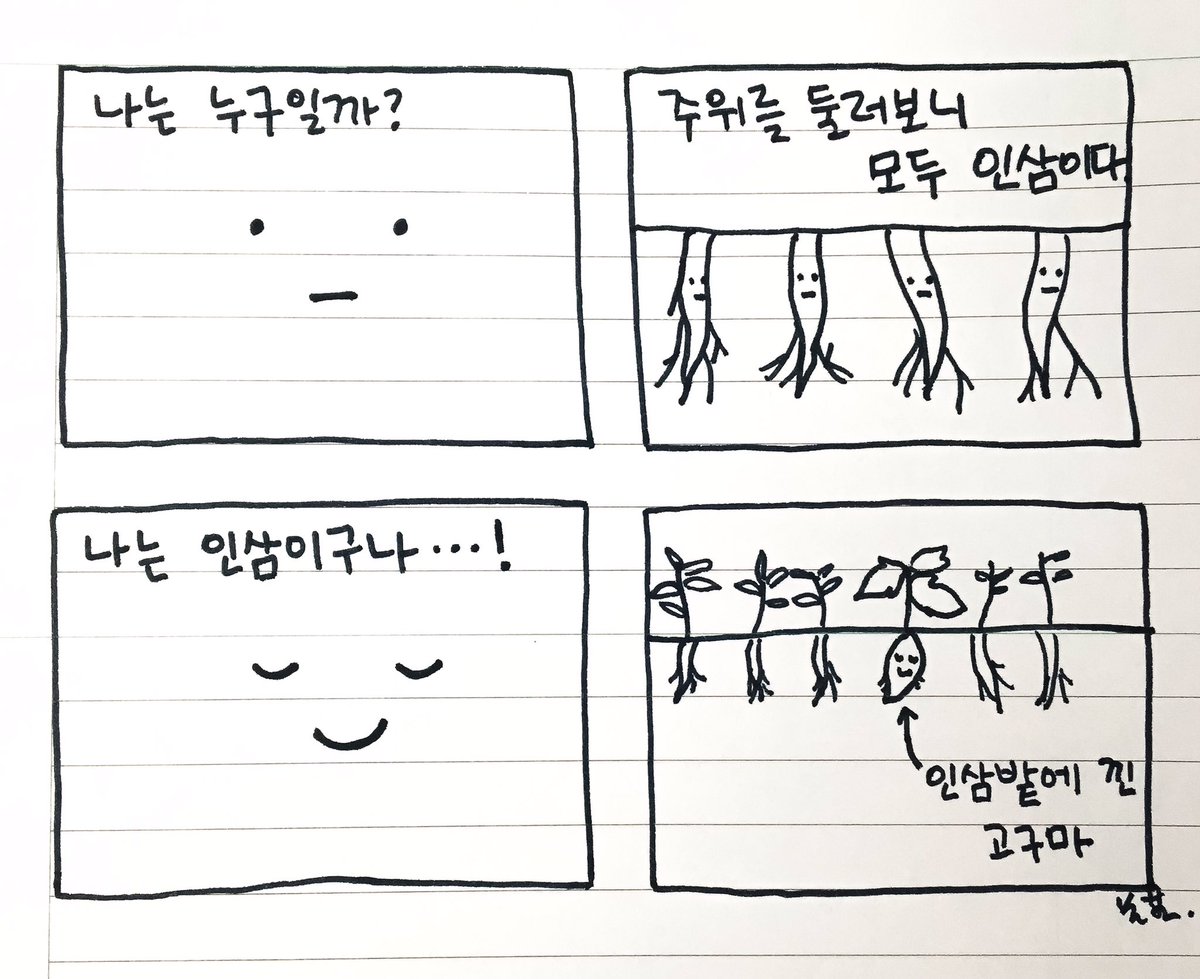 나는 누구일까?
주위를 둘러보니
모두 인삼이다.
나는 인삼이구나...!
인삼밭에 낀
고구마